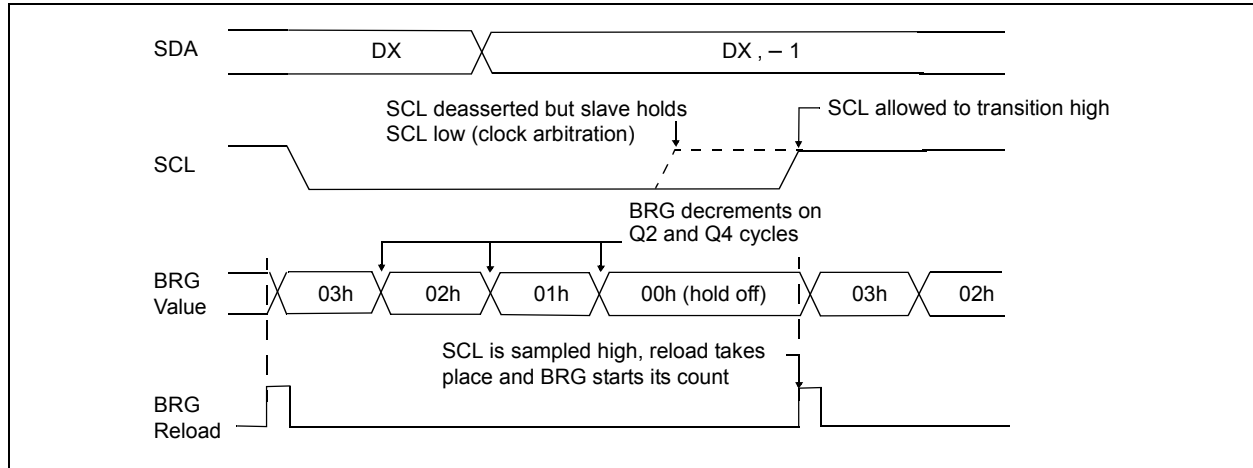 SDA
DX
DX , – 1
SCL deasserted but slave holds
SCL low (clock arbitration)
SCL allowed to transition high
SCL
BRG decrements on
Q2 and Q4 cycles
BRG
Value
03h
02h
01h
00h (hold off)
03h
02h
SCL is sampled high, reload takes
place and BRG starts its count
BRG
Reload